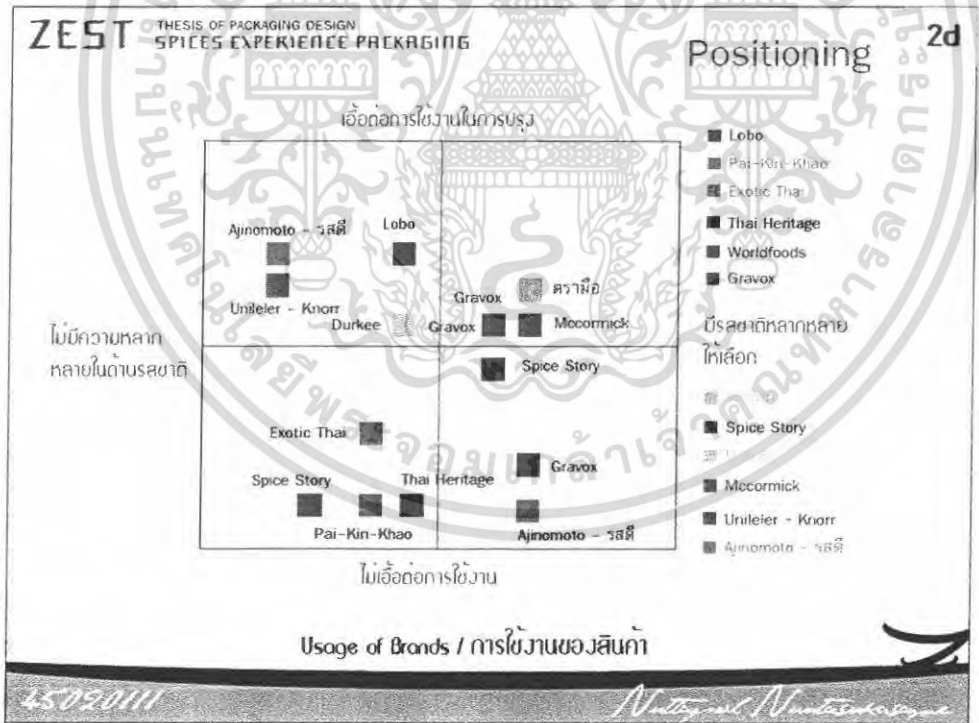 ZEST
THESIS OF PACKAGING DESIGN
SPICES EXPERIENCE PACKAGING
Positioning
2d
เอื้อต่อการใช้งานในการปรุง
Ajinomoto - รสดี
Lobo
Unileler - Knorr
Durkee
Gravox
ตรามือ
Gravox
Mccormick
Spice Story
Exotic Thai
Spice Story
Thai Heritage
Pai-Kin-Khao
Gravox
Ajinomoto - รสดี
ไม่มีความหลาก
หลายในด้านรสชาติ
ไม่เอื้อต่อการใช้งาน
Lobo
Pai-Kin-Khao
Exotic Thai
Thai Heritage
Worldfoods
Gravox
มีรสชาติหลากหลาย
ให้เลือก
Spice Story
Mccormick
Unileler - Knorr
Ajinomoto - รสดี
Usage of Brands / การใช้งานของสินค้า
45020111